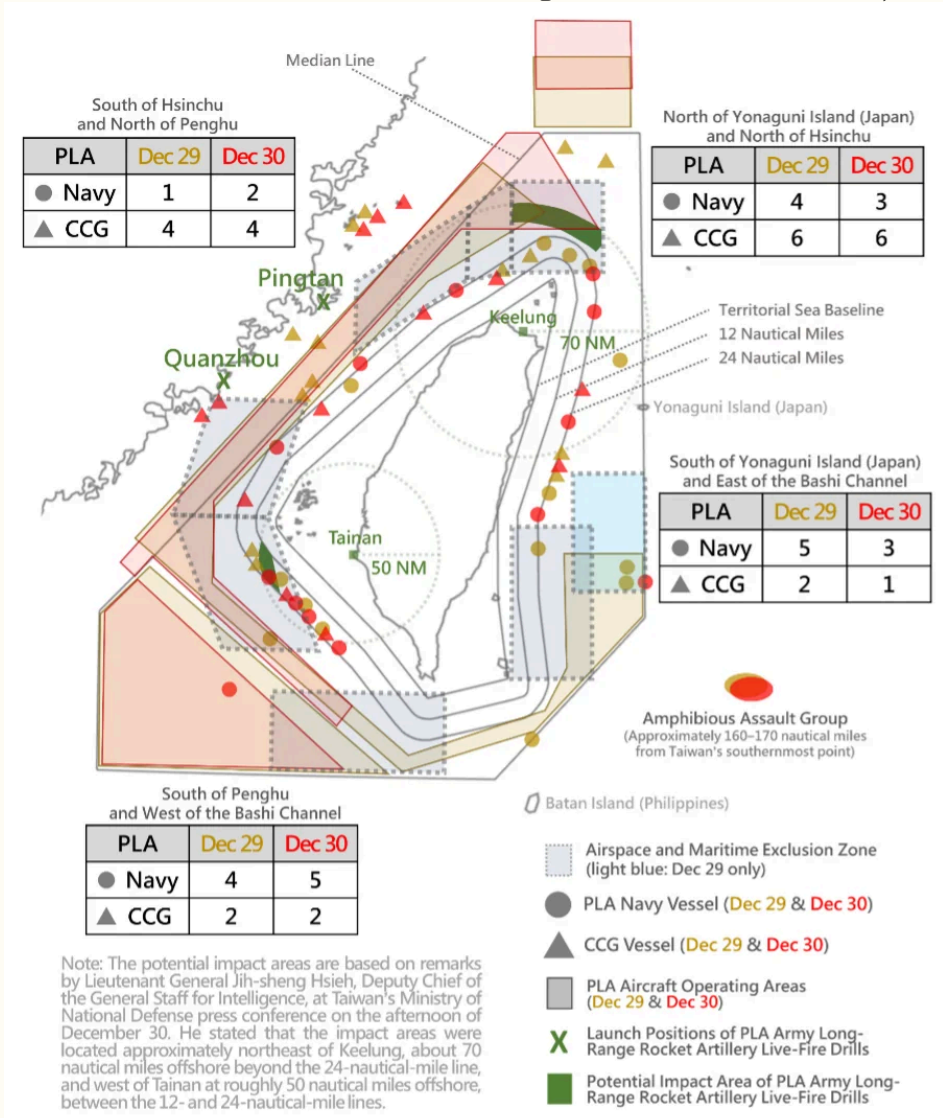 Median Line
South of Hsinchu
and North of Penghu
PLA Dec 29 Dec 30
Navy 1 2
CCG 4 4
North of Yonaguni Island (Japan)
and North of Hsinchu
PLA Dec 29 Dec 30
Navy 4 3
CCG 6 6
Pingtan
X
Quanzhou
X
Keelung
70 NM
Territorial Sea Baseline
12 Nautical Miles
24 Nautical Miles
Yonaguni Island (Japan)
South of Yonaguni Island (Japan)
and East of the Bashi Channel
PLA Dec 29 Dec 30
Navy 5 3
CCG 2 1
Tainan
50 NM
Amphibious Assault Group
(Approximately 160–170 nautical miles
from Taiwan's southernmost point)
Batan Island (Philippines)
South of Penghu
and West of the Bashi Channel
PLA Dec 29 Dec 30
Navy 4 5
CCG 2 2
Airspace and Maritime Exclusion Zone
(light blue: Dec 29 only)
PLA Navy Vessel (Dec 29 & Dec 30)
CCG Vessel (Dec 29 & Dec 30)
PLA Aircraft Operating Areas
(Dec 29 & Dec 30)
X Launch Positions of PLA Army Long-
Range Rocket Artillery Live-Fire Drills
Potential Impact Area of PLA Army Long-
Range Rocket Artillery Live-Fire Drills
Note: The potential impact areas are based on remarks
by Lieutenant General Jih-sheng Hsieh, Deputy Chief of
the General Staff for Intelligence, at Taiwan's Ministry of
National Defense press conference on the afternoon of
December 30. He stated that the impact areas were
located approximately northeast of Keelung, about 70
nautical miles offshore beyond the 24-nautical-mile line,
and west of Tainan at roughly 50 nautical miles offshore,
between the 12- and 24-nautical-mile lines.